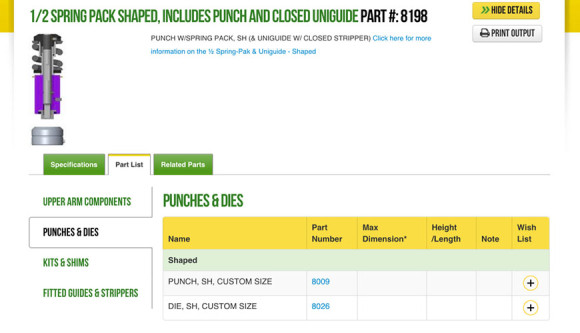 1/2 SPRING PACK SHAPED, INCLUDES PUNCH AND CLOSED UNIGUIDE PART #: 8198
HIDE DETAILS
PRINT OUTPUT
PUNCH W/SPRING PACK, SH (& UNIGUIDE W/ CLOSED STRIPPER) Click here for more
information on the ½ Spring-Pak & Uniguide - Shaped
Specifications
Part List
Related Parts
UPPER ARM COMPONENTS
PUNCHES & DIES
KITS & SHIMS
FITTED GUIDES & STRIPPERS
PUNCHES & DIES
Name Part Number Max Dimension* Height /Length Note Wish List
Shaped
PUNCH, SH, CUSTOM SIZE 8009 +
DIE, SH, CUSTOM SIZE 8026 +